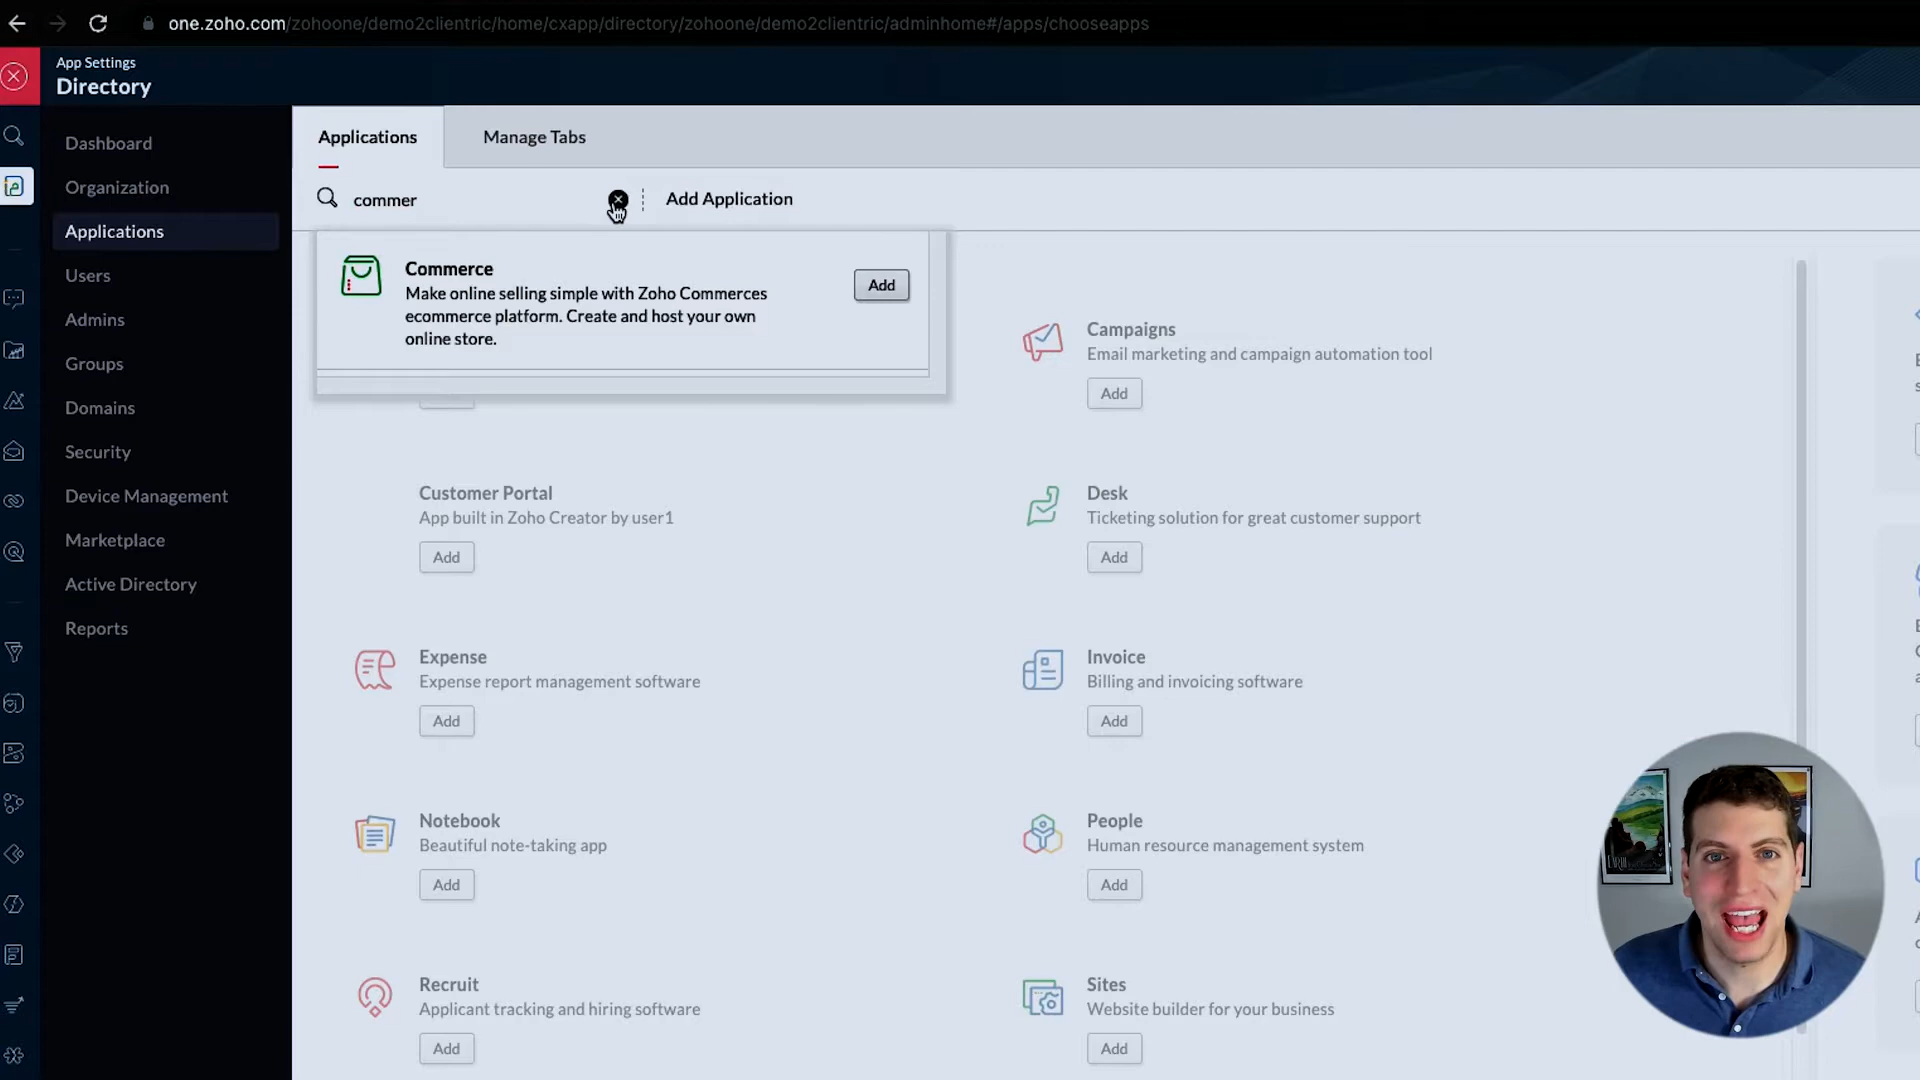 one.zoho.com/zohoone/demo2clientric/home/cxapp/directory/zohoone/demo2clientric/adminhome#/apps/chooseapps
App Settings
Directory
Dashboard
Organization
Applications
Users
Admins
Groups
Domains
Security
Device Management
Marketplace
Active Directory
Reports
Applications
Manage Tabs
commer
Add Application
Commerce
Make online selling simple with Zoho Commerces
ecommerce platform. Create and host your own
online store.
Add
Campaigns
Email marketing and campaign automation tool
Add
Customer Portal
App built in Zoho Creator by user1
Add
Desk
Ticketing solution for great customer support
Add
Expense
Expense report management software
Add
Invoice
Billing and invoicing software
Add
Notebook
Beautiful note-taking app
Add
People
Human resource management system
Add
Recruit
Applicant tracking and hiring software
Add
Sites
Website builder for your business
Add